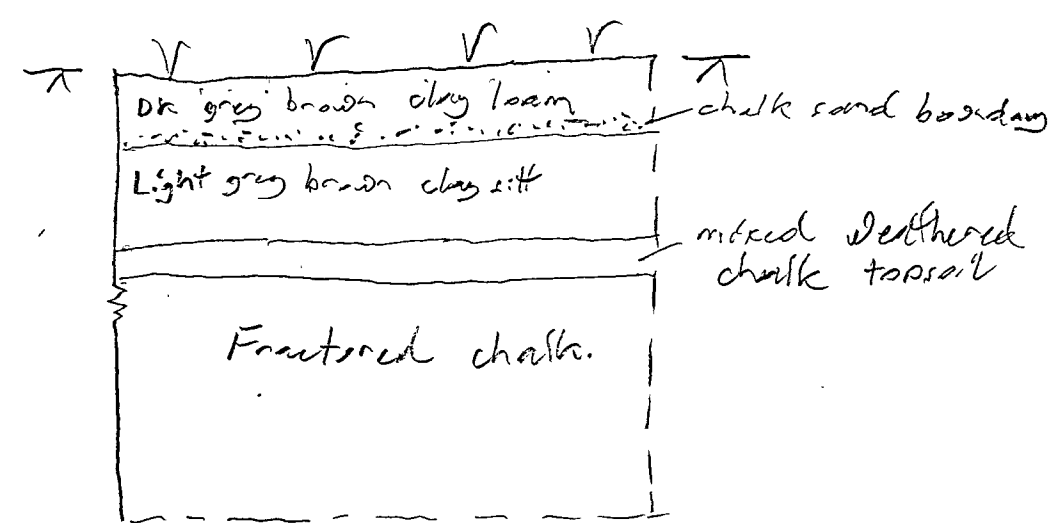 Dk grey brown clay loam
chalk sand boundary
Light grey brown clay silt
mixed weathered
chalk topsoil
Fractured chalk.